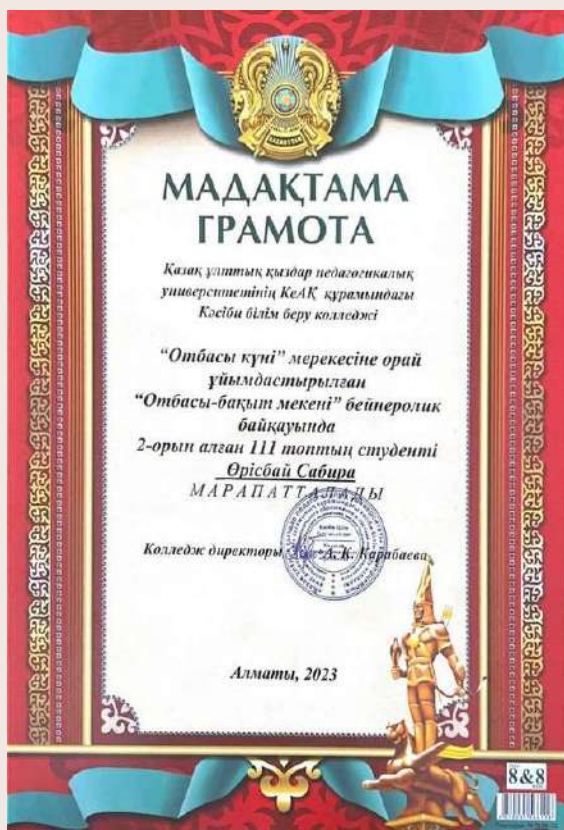 ҚАЗАҚСТАН
МАДАҚТАМА
ГРАМОТА
Қазақ ұлттық қыздар педагогикалық
университетінің КеАҚ құрамындағы
Кәсіби білім беру колледжі
“Отбасы күні” мерекесіне орай
ұйымдастырылған
“Отбасы-бақыт мекені” бейнеролик
байқауында
2-орын алған 111 топтың студенті
Өрісбай Сабира
МАРАПАТТАЛАДЫ
Колледж директоры А. К. Карабаева
Алматы, 2023
8&8